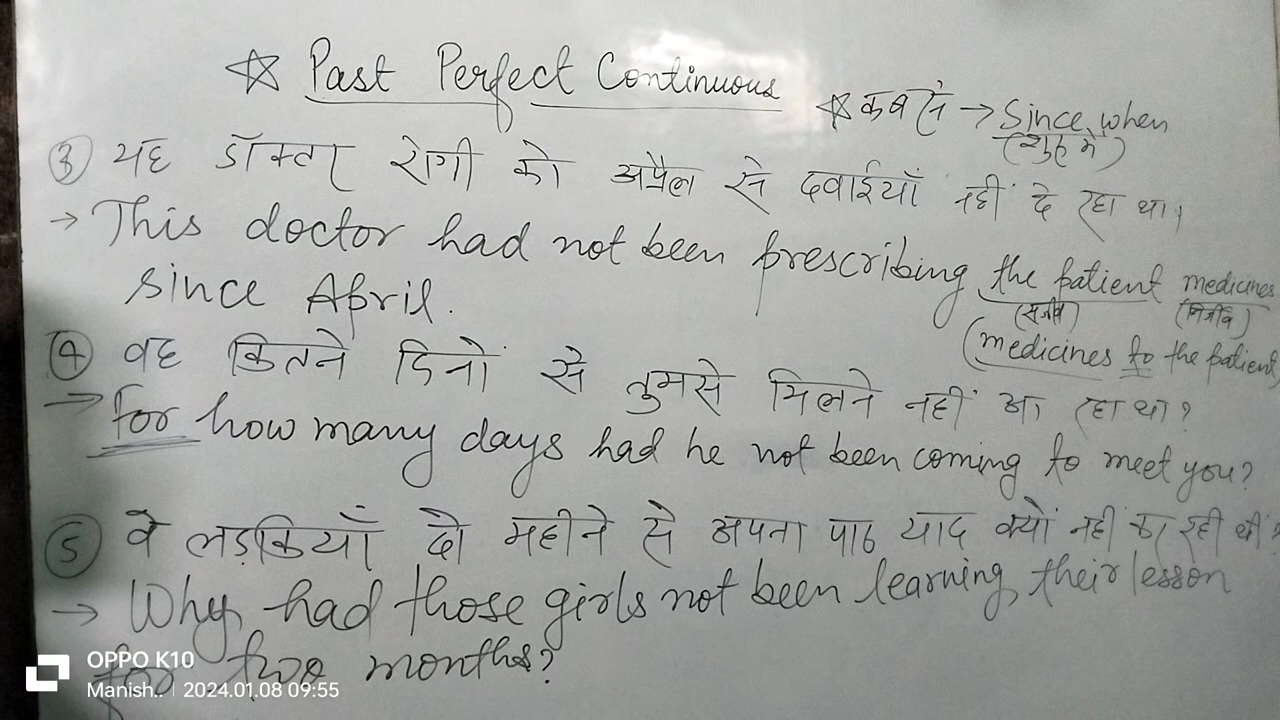 ☆ Past Perfect Continuous
☆ कब से → Since when
(शुरू में)
③ यह डॉक्टर रोगी को अप्रैल से दवाईयाँ नहीं दे रहा था।
→ This doctor had not been prescribing the patient medicines
(सजीव) (निर्जीव)
since April.
(medicines to the patient)
④ वह कितने दिनों से तुमसे मिलने नहीं आ रहा था?
→ for how many days had he not been coming to meet you?
⑤ वे लड़कियाँ दो महीने से अपना पाठ याद क्यों नहीं कर रही थीं?
→ Why had those girls not been learning their lesson
for two months?
OPPO K10
Manish.. | 2024.01.08 09:55